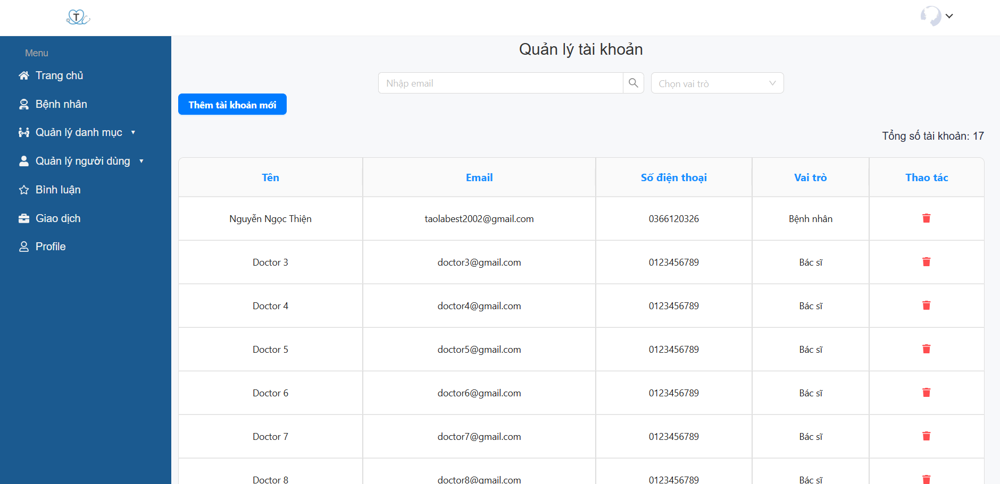 T
Menu
Trang chủ
Bệnh nhân
Quản lý danh mục
Quản lý người dùng
Bình luận
Giao dịch
Profile
Quản lý tài khoản
Nhập email
Chọn vai trò
Thêm tài khoản mới
Tổng số tài khoản: 17
Tên Email Số điện thoại Vai trò Thao tác
Nguyễn Ngọc Thiện taolabest2002@gmail.com 0366120326 Bệnh nhân
Doctor 3 doctor3@gmail.com 0123456789 Bác sĩ
Doctor 4 doctor4@gmail.com 0123456789 Bác sĩ
Doctor 5 doctor5@gmail.com 0123456789 Bác sĩ
Doctor 6 doctor6@gmail.com 0123456789 Bác sĩ
Doctor 7 doctor7@gmail.com 0123456789 Bác sĩ
Doctor 8 doctor8@gmail.com 0123456789 Bác sĩ